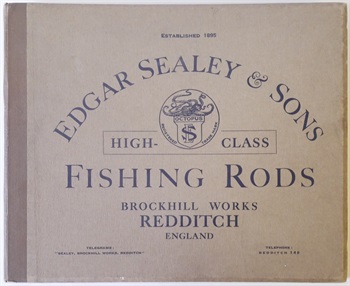 ESTABLISHED 1895
EDGAR SEALEY & SONS
OCTOPUS
HIGH-
CLASS
FISHING RODS
BROCKHILL WORKS
REDDITCH
ENGLAND
TELEGRAMS:
"SEALEY, BROCKHILL WORKS, REDDITCH"
TELEPHONE:
REDDITCH